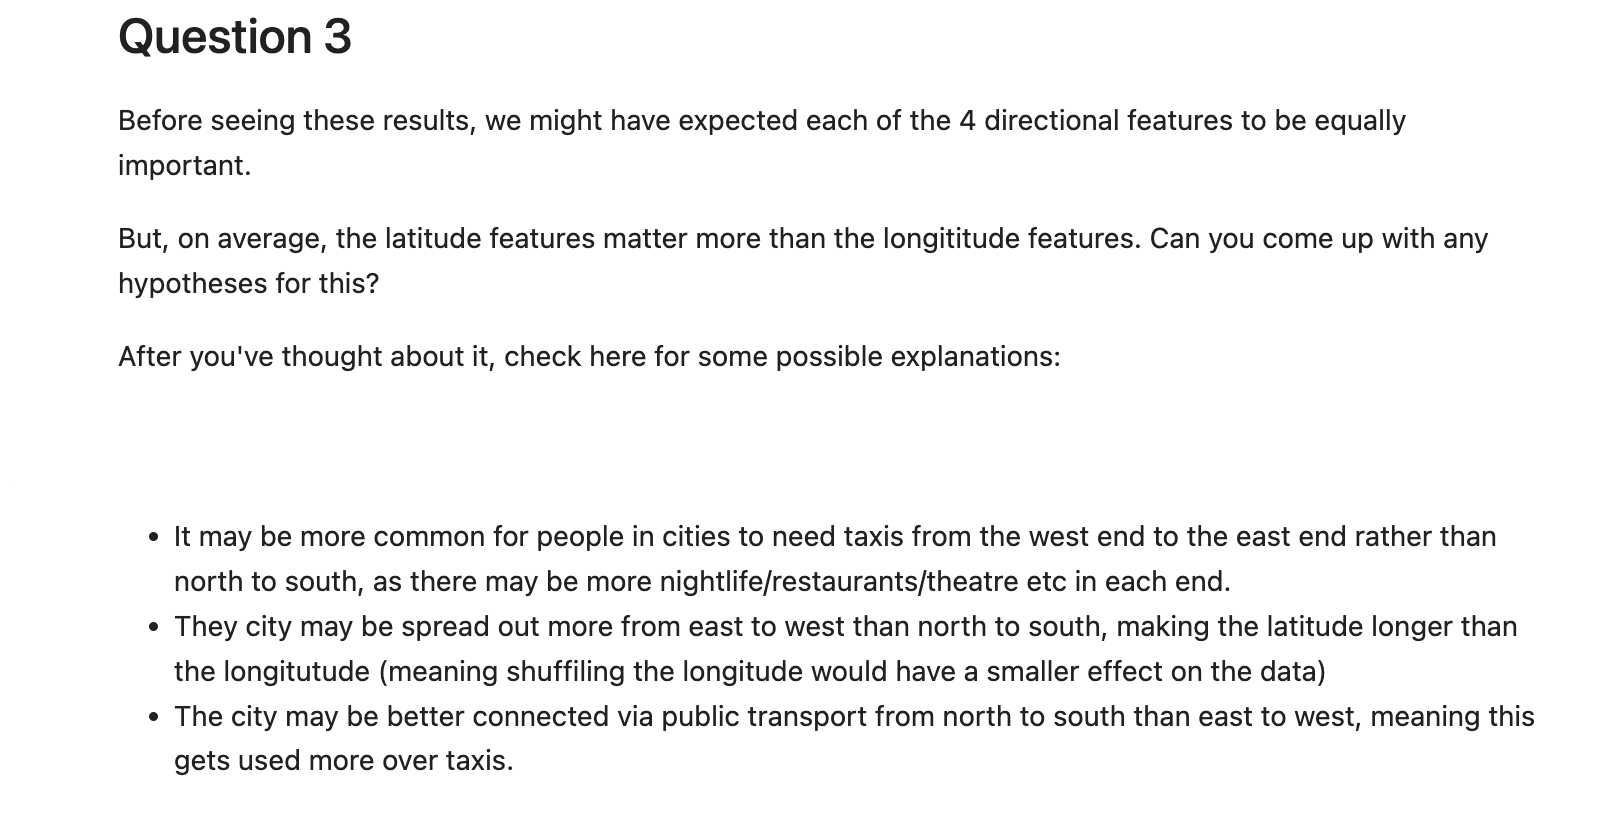 Question 3
Before seeing these results, we might have expected each of the 4 directional features to be equally
important.
But, on average, the latitude features matter more than the longititude features. Can you come up with any
hypotheses for this?
After you've thought about it, check here for some possible explanations:
• It may be more common for people in cities to need taxis from the west end to the east end rather than
north to south, as there may be more nightlife/restaurants/theatre etc in each end.
• They city may be spread out more from east to west than north to south, making the latitude longer than
the longitutude (meaning shuffiling the longitude would have a smaller effect on the data)
• The city may be better connected via public transport from north to south than east to west, meaning this
gets used more over taxis.